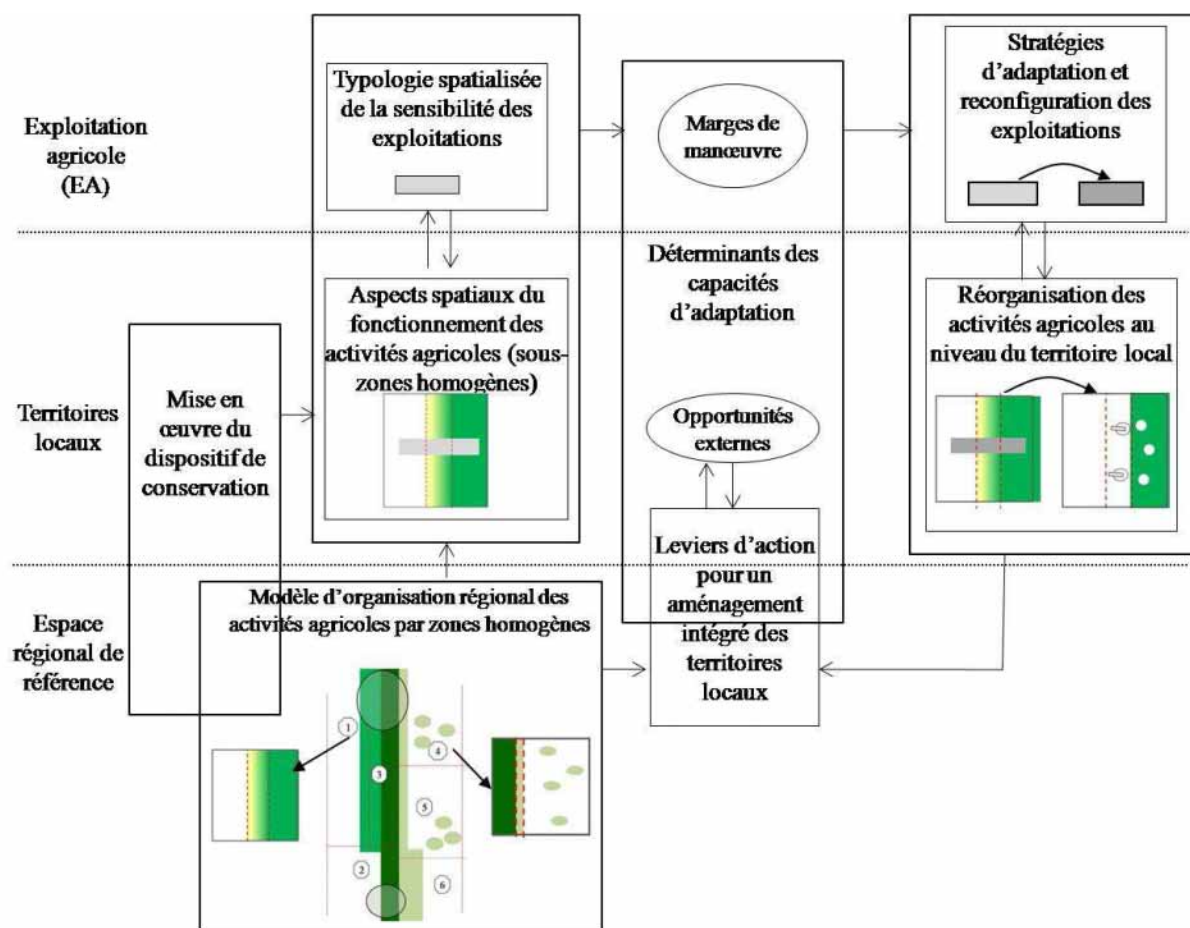 Exploitation
agricole
(EA)
Typologie spatialisée
de la sensibilité des
exploitations
Marges de
manœuvre
Stratégies
d'adaptation et
reconfiguration des
exploitations
Territoires
locaux
Mise en
œuvre du
dispositif de
conservation
Aspects spatiaux du
fonctionnement des
activités agricoles (sous-
zones homogènes)
Déterminants des
capacités
d'adaptation
Opportunités
externes
Réorganisation des
activités agricoles au
niveau du territoire local
Espace
régional de
référence
Modèle d'organisation régional des
activités agricoles par zones homogènes
1
4
3
5
2
6
Leviers d'action
pour un
aménagement
intégré des
territoires
locaux